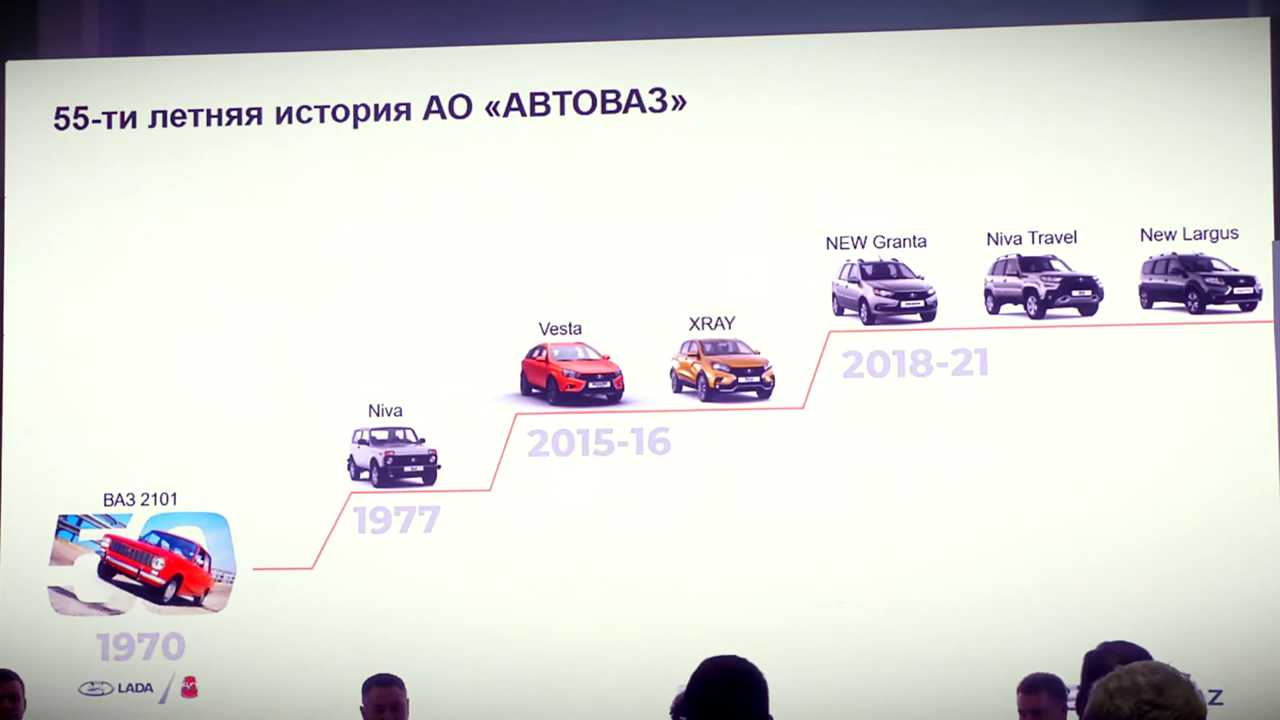 55-ти летняя история АО «АВТОВАЗ»
NEW Granta
Niva Travel
New Largus
2018-21
Vesta
XRAY
2015-16
Niva
1977
ВАЗ 2101
50
1970
LADA